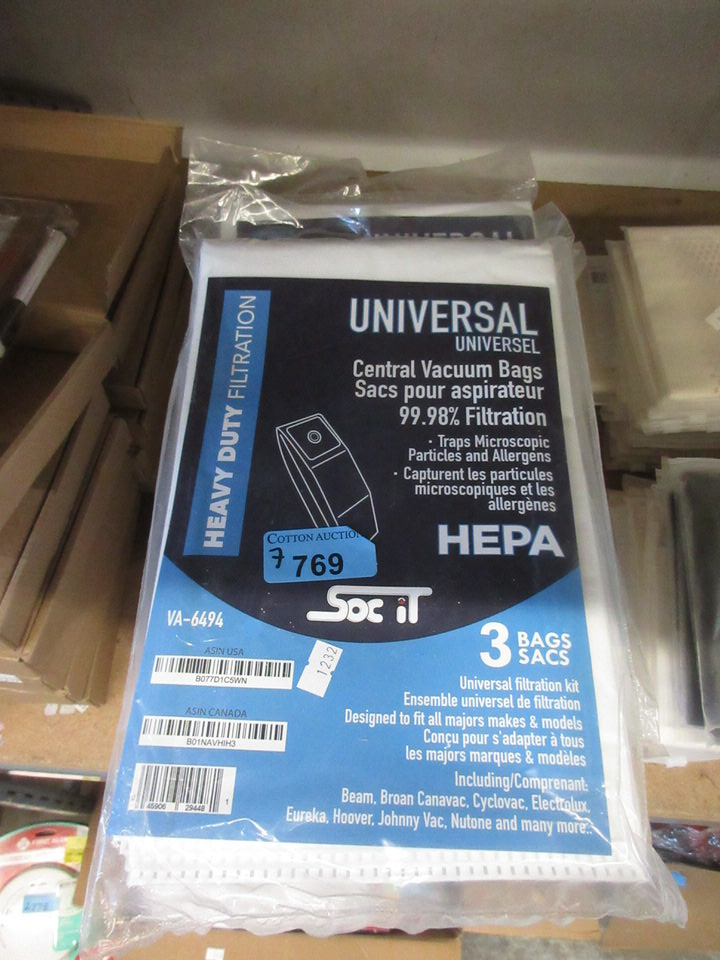 UNIVERSAL
HEAVY DUTY FILTRATION
UNIVERSAL
UNIVERSEL
Central Vacuum Bags
Sacs pour aspirateur
99.98% Filtration
· Traps Microscopic
Particles and Allergens
· Capturent les particules
microscopiques et les
allergènes
HEPA
COTTON AUCTION
7 769
SOC iT
VA-6494
3 BAGS
SACS
ASIN USA
B077D1C5WN
1232
ASIN CANADA
B01NAVHIH3
45906 29448 1
Universal filtration kit
Ensemble universel de filtration
Designed to fit all majors makes & models
Conçu pour s'adapter à tous
les majors marques & modèles
Including/Comprenant:
Beam, Broan Canavac, Cyclovac, Electrolux,
Eureka, Hoover, Johnny Vac, Nutone and many more..